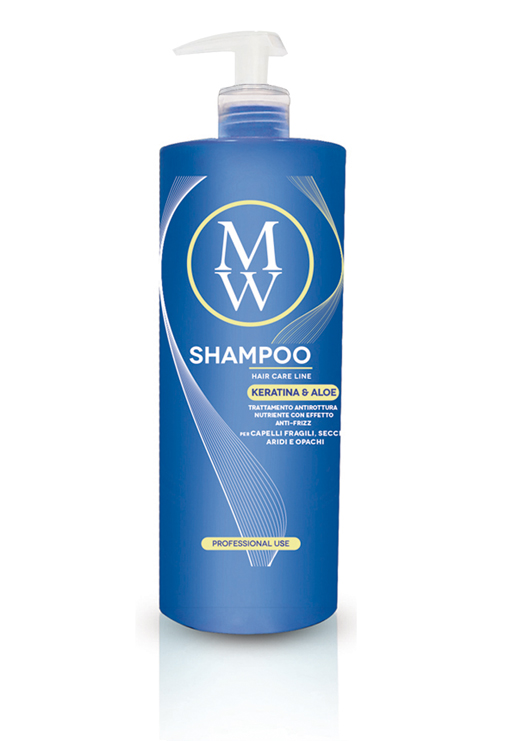 M
W
SHAMPOO
HAIR CARE LINE
KERATINA & ALOE
TRATTAMENTO ANTIROTTURA
NUTRIENTE CON EFFETTO
ANTI-FRIZZ
PER CAPELLI FRAGILI, SECCI
ARIDI E OPACHI
PROFESSIONAL USE